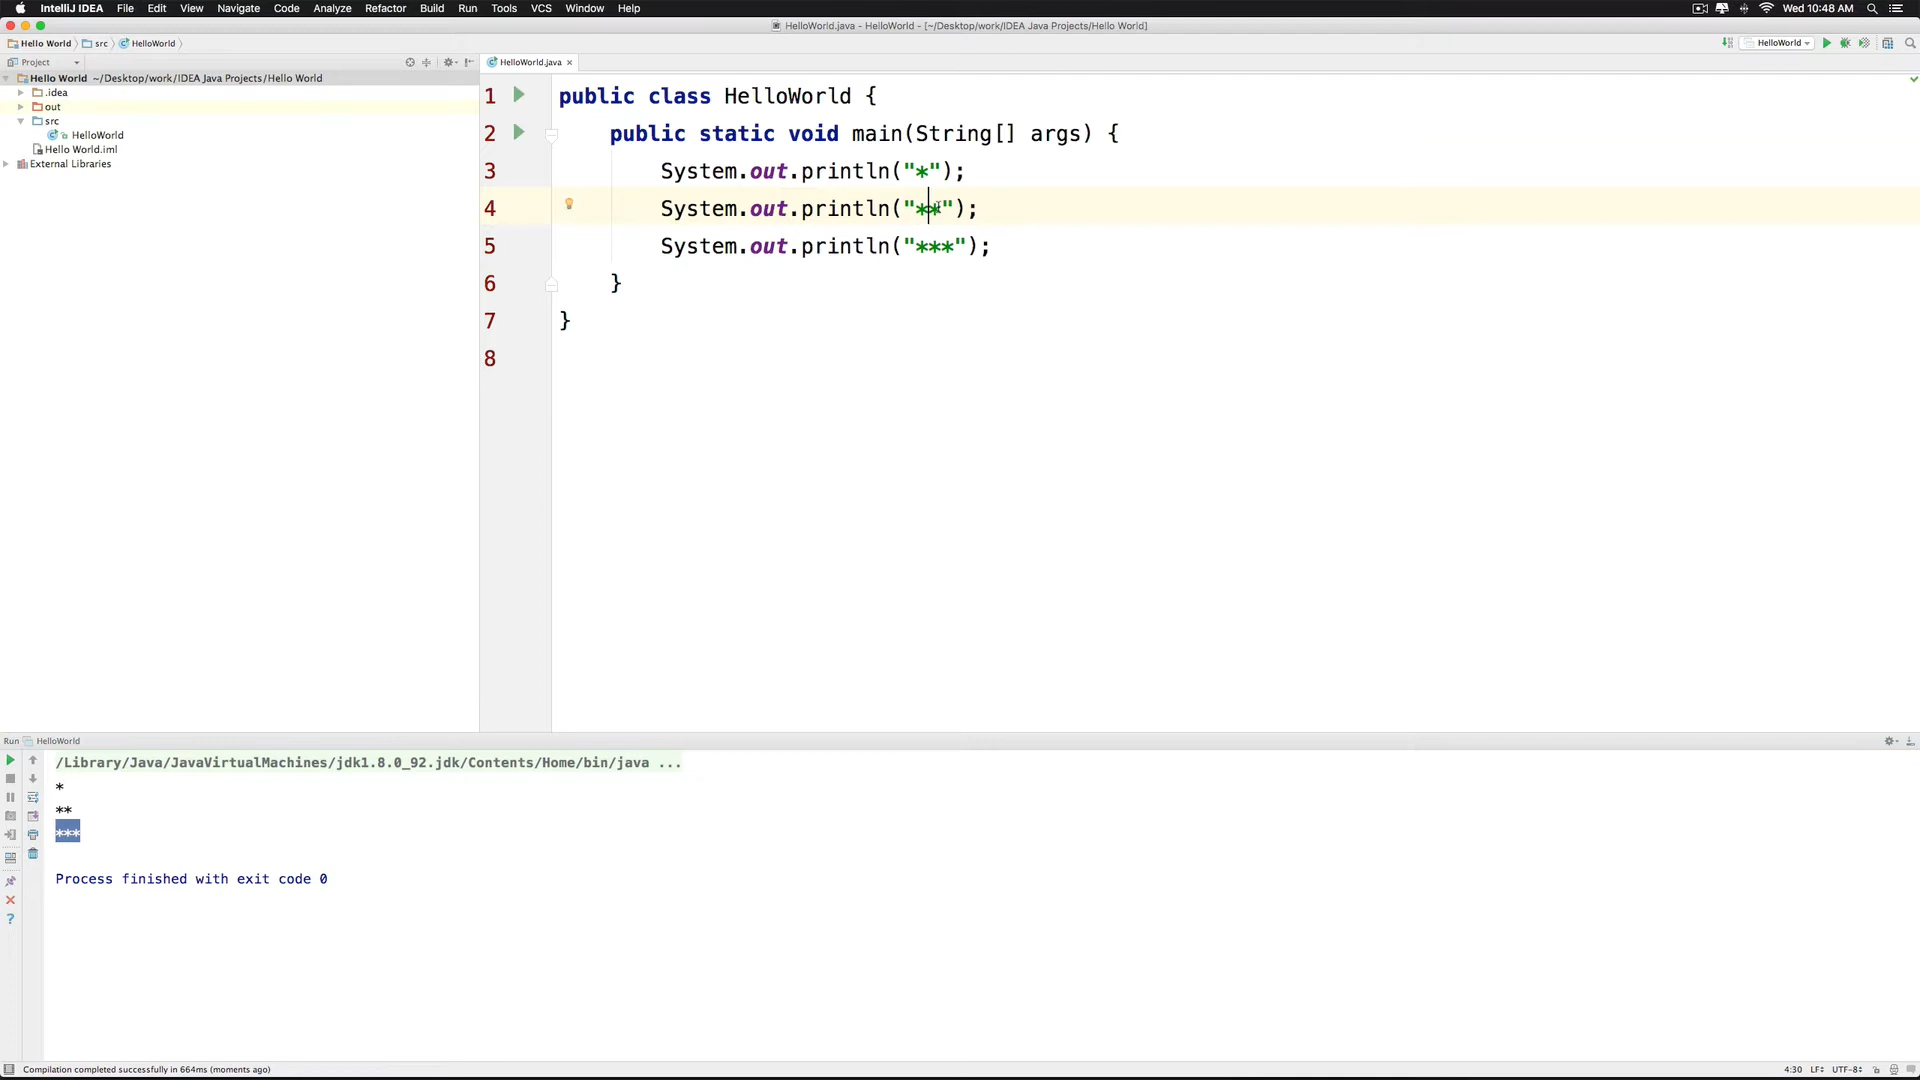 IntelliJ IDEA File Edit View Navigate Code Analyze Refactor Build Run Tools VCS Window Help Wed 10:48 AM
HelloWorld.java - HelloWorld - [~/Desktop/work/IDEA Java Projects/Hello World]
Hello World src HelloWorld HelloWorld
Project HelloWorld.java
Hello World ~/Desktop/work/IDEA Java Projects/Hello World
.idea
out
src
HelloWorld
Hello World.iml
External Libraries
1 public class HelloWorld {
2 public static void main(String[] args) {
3 System.out.println("*");
4 System.out.println("**");
5 System.out.println("***");
6 }
7 }
8
Run HelloWorld
/Library/Java/JavaVirtualMachines/jdk1.8.0_92.jdk/Contents/Home/bin/java ...
*
**
***
Process finished with exit code 0
Compilation completed successfully in 664ms (moments ago) 4:30 LF UTF-8